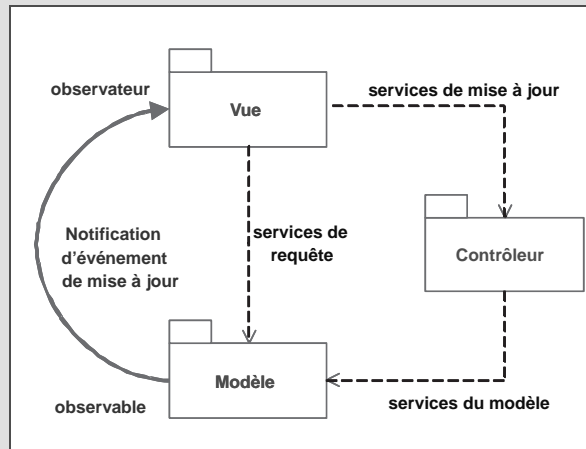 observateur
Vue
services de mise à jour
Notification
d'événement
de mise à jour
services de
requête
Contrôleur
Modèle
observable
services du modèle